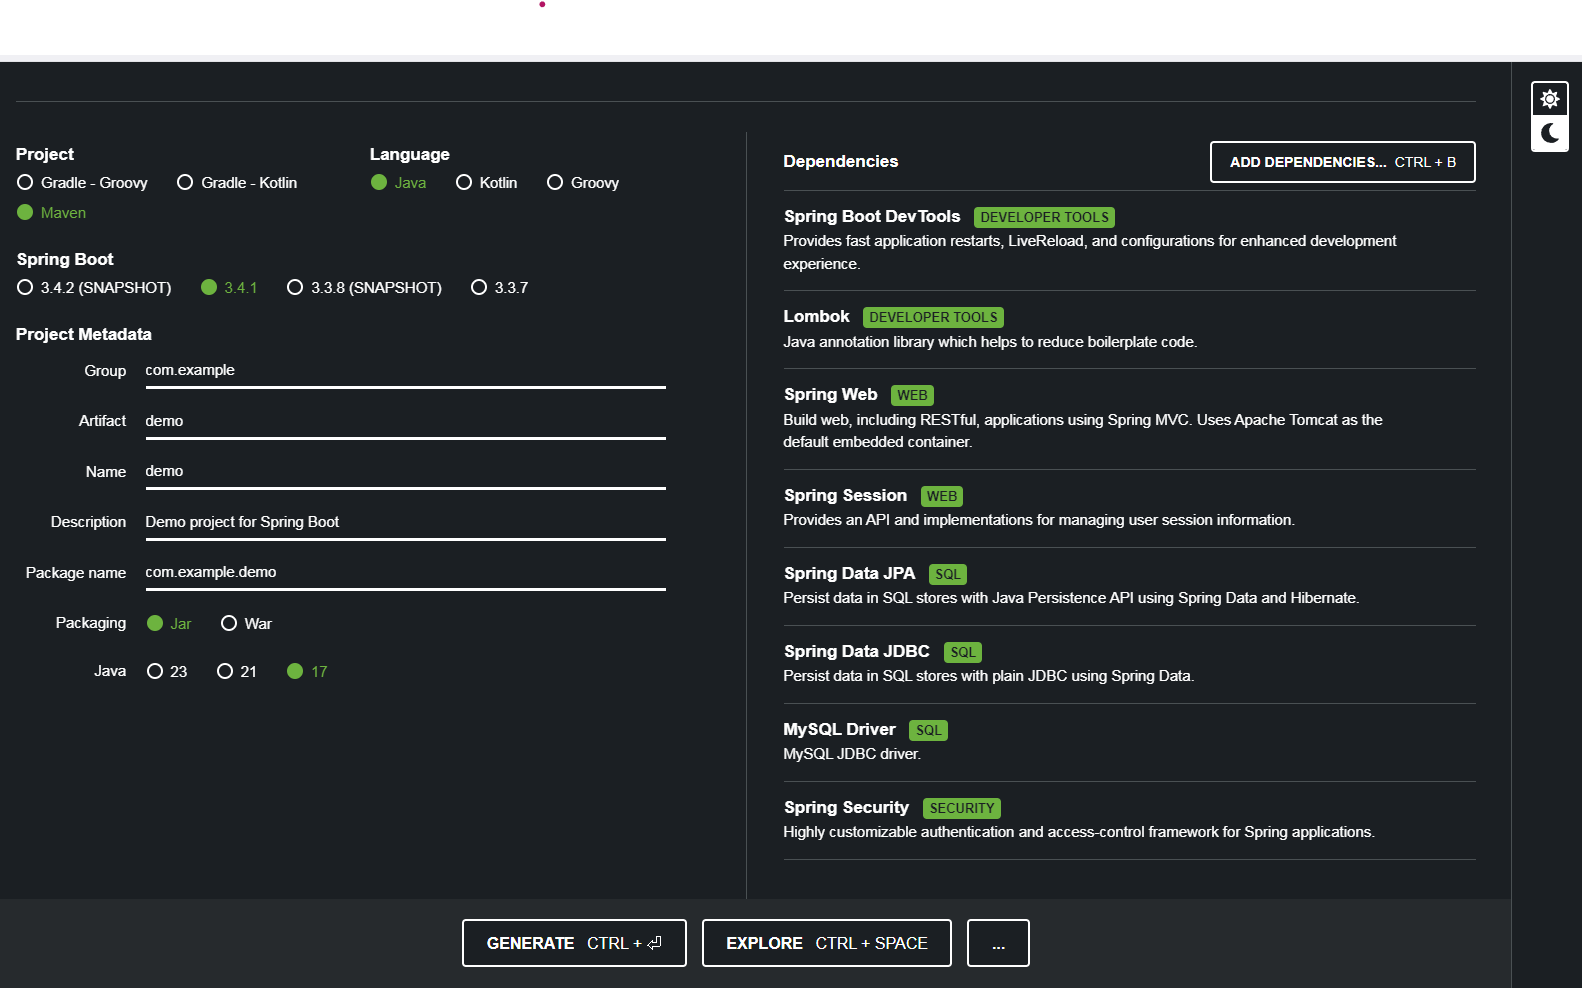 Project
Gradle - Groovy Gradle - Kotlin
Maven
Language
Java Kotlin Groovy
Spring Boot
3.4.2 (SNAPSHOT) 3.4.1 3.3.8 (SNAPSHOT) 3.3.7
Project Metadata
Group com.example
Artifact demo
Name demo
Description Demo project for Spring Boot
Package name com.example.demo
Packaging Jar War
Java 23 21 17
Dependencies
ADD DEPENDENCIES... CTRL + B
Spring Boot DevTools DEVELOPER TOOLS
Provides fast application restarts, LiveReload, and configurations for enhanced development
experience.
Lombok DEVELOPER TOOLS
Java annotation library which helps to reduce boilerplate code.
Spring Web WEB
Build web, including RESTful, applications using Spring MVC. Uses Apache Tomcat as the
default embedded container.
Spring Session WEB
Provides an API and implementations for managing user session information.
Spring Data JPA SQL
Persist data in SQL stores with Java Persistence API using Spring Data and Hibernate.
Spring Data JDBC SQL
Persist data in SQL stores with plain JDBC using Spring Data.
MySQL Driver SQL
MySQL JDBC driver.
Spring Security SECURITY
Highly customizable authentication and access-control framework for Spring applications.
GENERATE CTRL + ⏎
EXPLORE CTRL + SPACE
...